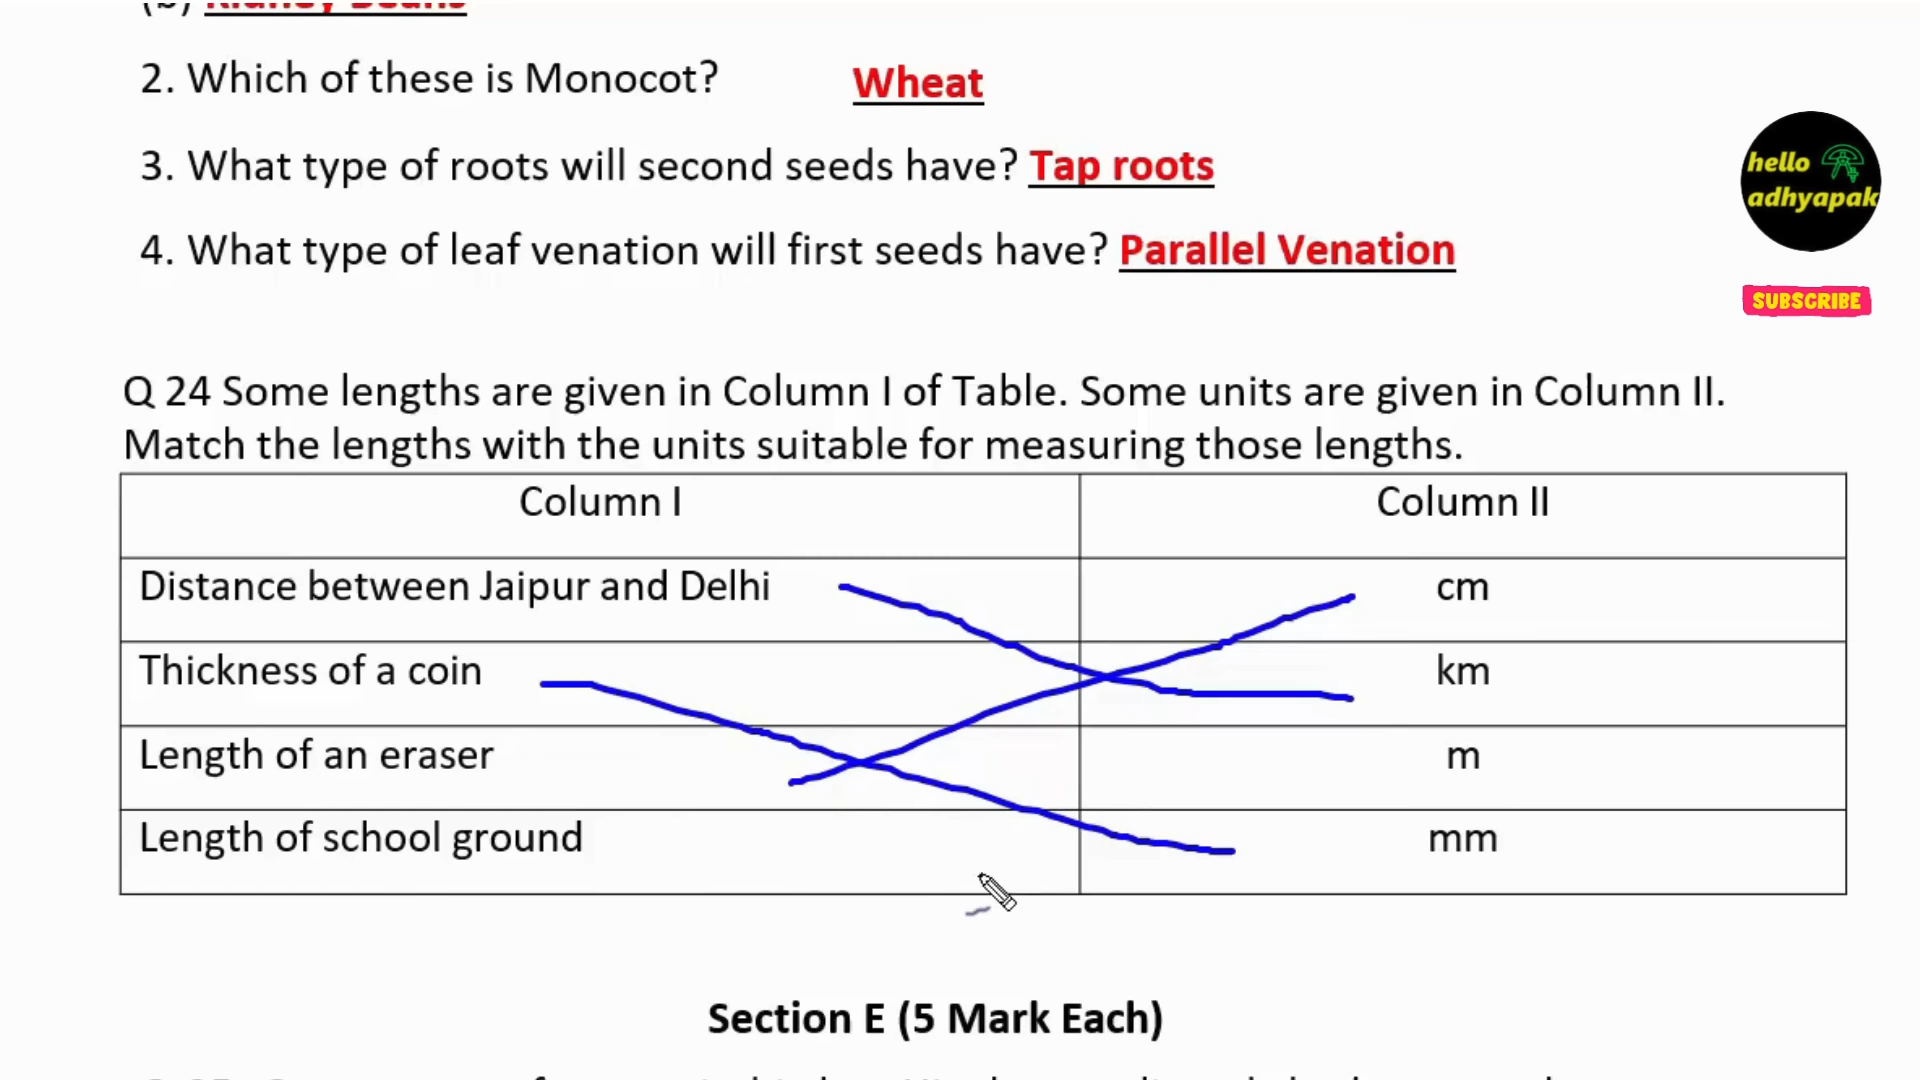 (b) Kidney Beans
2. Which of these is Monocot? Wheat
3. What type of roots will second seeds have? Tap roots
4. What type of leaf venation will first seeds have? Parallel Venation
hello
adhyapak
SUBSCRIBE
Q 24 Some lengths are given in Column I of Table. Some units are given in Column II.
Match the lengths with the units suitable for measuring those lengths.
Column I Column II
Distance between Jaipur and Delhi cm
Thickness of a coin km
Length of an eraser m
Length of school ground mm
Section E (5 Mark Each)